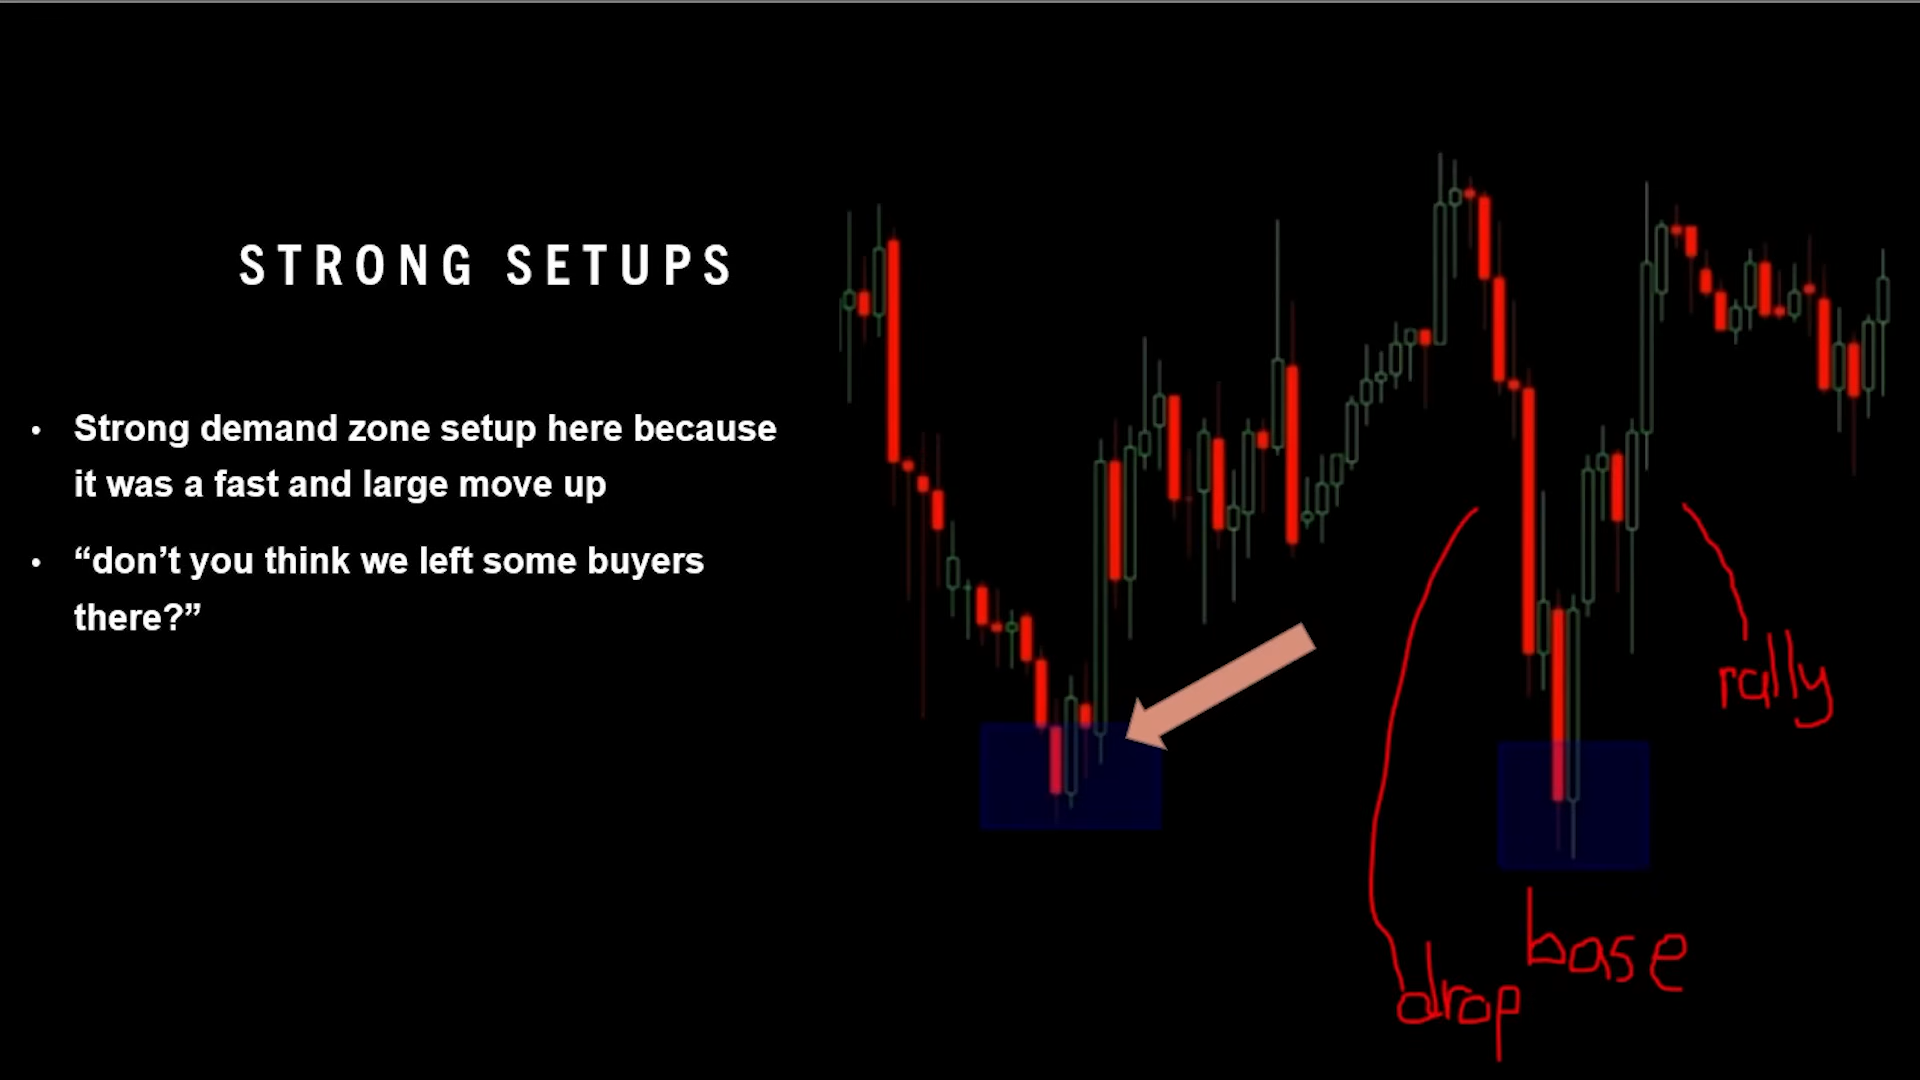 STRONG SETUPS
• Strong demand zone setup here because
it was a fast and large move up
• “don’t you think we left some buyers
there?”
rally
base
drop